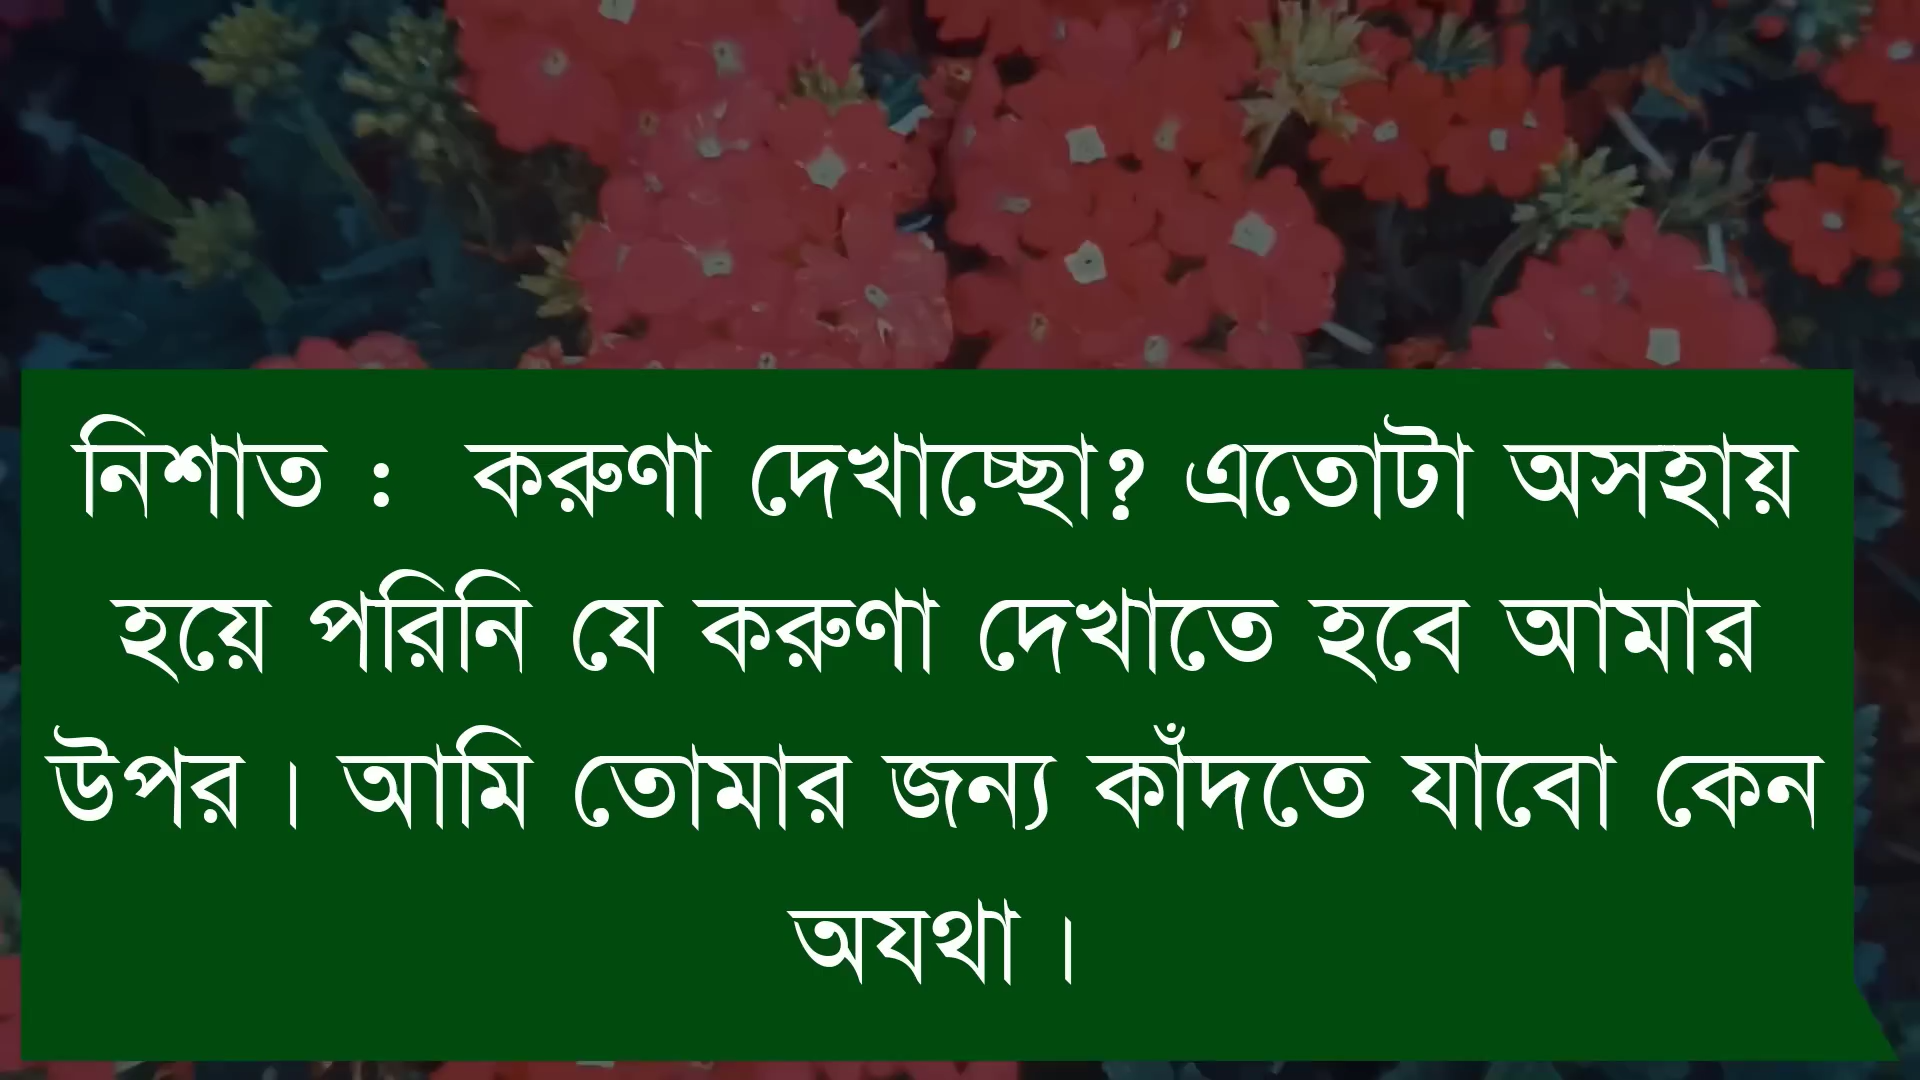 নিশাত : করুণা দেখাচ্ছো? এতোটা অসহায়
হয়ে পরিনি যে করুণা দেখাতে হবে আমার
উপর। আমি তোমার জন্য কাঁদতে যাবো কেন
অযথা।